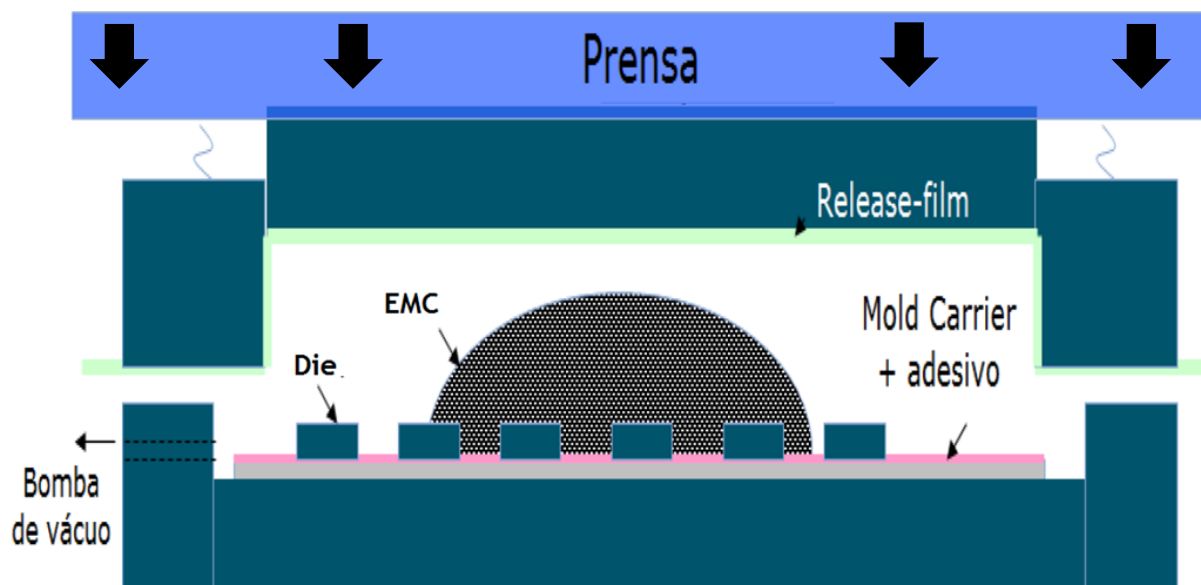 Prensa
Release-film
EMC
Mold Carrier
+ adesivo
Die
Bomba
de vácuo